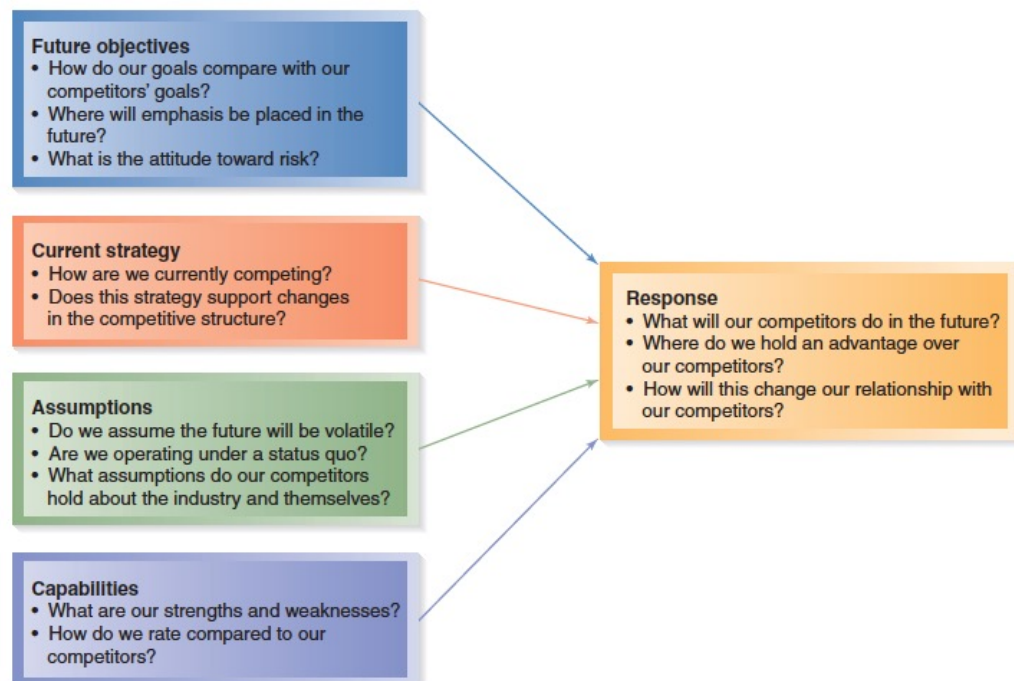 Future objectives
• How do our goals compare with our
competitors' goals?
• Where will emphasis be placed in the
future?
• What is the attitude toward risk?
Current strategy
• How are we currently competing?
• Does this strategy support changes
in the competitive structure?
Assumptions
• Do we assume the future will be volatile?
• Are we operating under a status quo?
• What assumptions do our competitors
hold about the industry and themselves?
Capabilities
• What are our strengths and weaknesses?
• How do we rate compared to our
competitors?
Response
• What will our competitors do in the future?
• Where do we hold an advantage over
our competitors?
• How will this change our relationship with
our competitors?